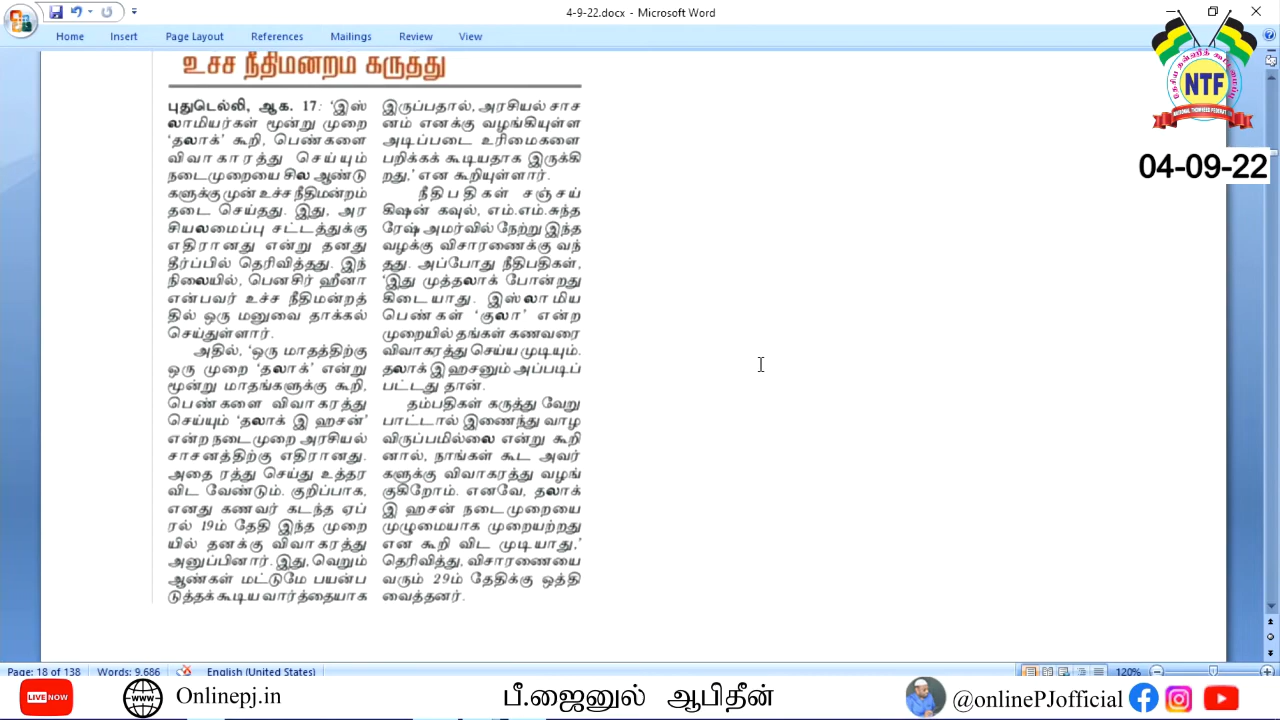 4-9-22.docx - Microsoft Word
Home Insert Page Layout References Mailings Review View
உச்ச நீதிமன்றம் கருத்து
புதுடெல்லி, ஆக. 17: ‘இஸ்
லாமியர்கள் மூன்று முறை
‘தலாக்’ கூறி, பெண்களை
விவாகாரத்து செய்யும்
நடைமுறையை சில ஆண்டு
களுக்கு முன் உச்ச நீதிமன்றம்
தடை செய்தது. இது, அர
சியலமைப்பு சட்டத்துக்கு
எதிரானது என்று தனது
தீர்ப்பில் தெரிவித்தது. இந்
நிலையில், பெனசிர் ஹீனா
என்பவர் உச்ச நீதிமன்றத்
தில் ஒரு மனுவை தாக்கல்
செய்துள்ளார்.
அதில், ‘ஒரு மாதத்திற்கு
ஒரு முறை ‘தலாக்’ என்று
மூன்று மாதங்களுக்கு கூறி,
பெண்களை விவாகரத்து
செய்யும் ‘தலாக் இ ஹசன்’
என்ற நடைமுறை அரசியல்
சாசனத்திற்கு எதிரானது.
அதை ரத்து செய்து உத்தர
விட வேண்டும். குறிப்பாக,
எனது கணவர் கடந்த ஏப்
ரல் 19ம் தேதி இந்த முறை
யில் தனக்கு விவாகரத்து
அனுப்பினார். இது, வெறும்
ஆண்கள் மட்டுமே பயன்ப
டுத்தக் கூடிய வார்த்தையாக
இருப்பதால், அரசியல் சாச
னம் எனக்கு வழங்கியுள்ள
அடிப்படை உரிமைகளை
பறிக்கக் கூடியதாக இருக்கி
றது,’ என கூறியுள்ளார்.
நீதிபதிகள் சஞ்சய்
கிஷன் கவுல், எம்.எம்.சுந்த
ரேஷ் அமர்வில் நேற்று இந்த
வழக்கு விசாரணைக்கு வந்
தது. அப்போது நீதிபதிகள்,
‘இது முத்தலாக் போன்றது
கிடையாது. இஸ்லாமிய
பெண்கள் ‘குலா’ என்ற
முறையில் தங்கள் கணவரை
விவாகரத்து செய்ய முடியும்.
தலாக் இ ஹசனும் அப்படிப்
பட்டது தான்.
தம்பதிகள் கருத்து வேறு
பாட்டால் இணைந்து வாழ
விருப்பமில்லை என்று கூறி
னால், நாங்கள் கூட அவர்
களுக்கு விவாகரத்து வழங்
குகிறோம். எனவே, தலாக்
இ ஹசன் நடைமுறையை
முழுமையாக முறையற்றது
என கூறி விட முடியாது,’
தெரிவித்து, விசாரணையை
வரும் 29ம் தேதிக்கு ஒத்தி
வைத்தனர்.
தேசிய தவ்ஹீத் கூட்டமைப்பு
NTF
NATIONAL THOWHEED FEDERATION
04-09-22
Page: 18 of 138 Words: 9,686 English (United States) 120%
LIVE NOW www Onlinepj.in பீ.ஜைனுல் ஆபிதீன் @onlinePJofficial